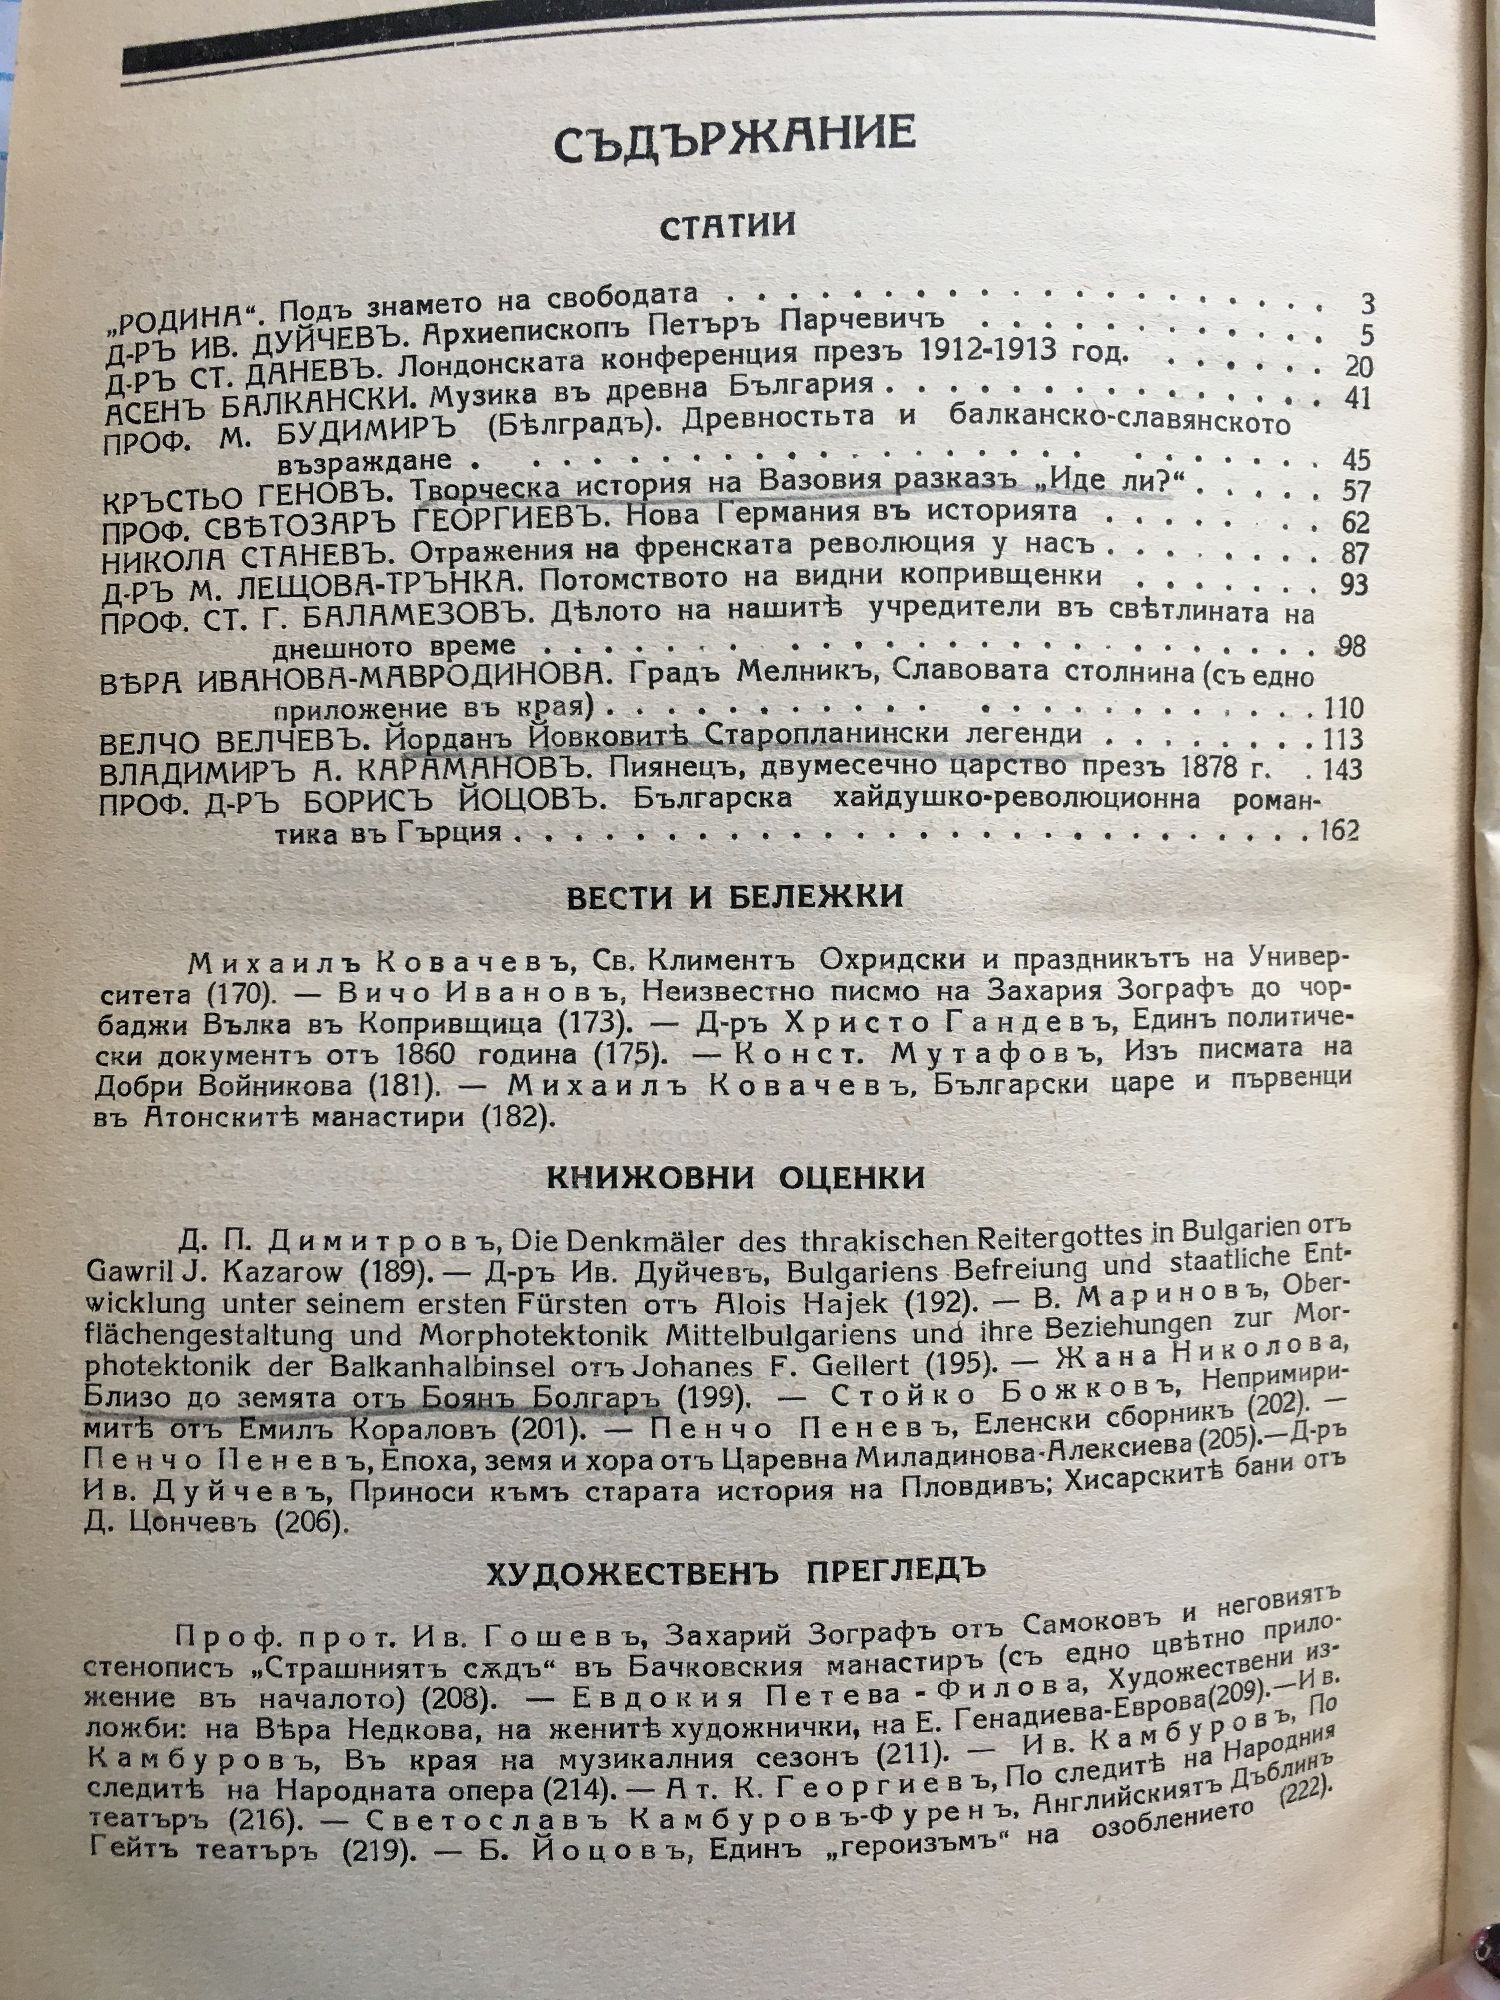 СЪДЪРЖАНИЕ
СТАТИИ
„РОДИНА“. Подъ знамето на свободата . . . . . . . . . . . . . . . . . . . . 3
Д-РЪ ИВ. ДУЙЧЕВЪ. Архиепископъ Петъръ Парчевичъ . . . . . . . . . . . . 5
Д-РЪ СТ. ДАНЕВЪ. Лондонската конференция презъ 1912-1913 год. . . . . . . 20
АСЕНЪ БАЛКАНСКИ. Музика въ древна България . . . . . . . . . . . . . . 41
ПРОФ. М. БУДИМИРЪ (Бѣлградъ). Древностьта и балканско-славянското
възраждане . . . . . . . . . . . . . . . . . . . . . . . . . . 45
КРЪСТЬО ГЕНОВЪ. Творческа история на Вазовия разказъ „Иде ли?“ . . . . . 57
ПРОФ. СВѢТОЗАРЪ ГЕОРГИЕВЪ. Нова Германия въ историята . . . . . . . 62
НИКОЛА СТАНЕВЪ. Отражения на френската революция у насъ . . . . . . . . 87
Д-РЪ М. ЛЕЩОВА-ТРЪНКА. Потомството на видни копривщенки . . . . . . . 93
ПРОФ. СТ. Г. БАЛАМЕЗОВЪ. Дѣлото на нашитѣ учредители въ свѣтлината на
днешното време . . . . . . . . . . . . . . . . . . . . . . . . 98
ВѢРА ИВАНОВА-МАВРОДИНОВА. Градъ Мелникъ, Славовата столнина (съ едно
приложение въ края) . . . . . . . . . . . . . . . . . . . . . . 110
ВЕЛЧО ВЕЛЧЕВЪ. Йорданъ Йовковитѣ Старопланински легенди . . . . . . . . 113
ВЛАДИМИРЪ А. КАРАМАНОВЪ. Пиянецъ, двумесечно царство презъ 1878 г. . 143
ПРОФ. Д-РЪ БОРИСЪ ЙОЦОВЪ. Българска хайдушко-революционна роман-
тика въ Гърция . . . . . . . . . . . . . . . . . . . . . . . . . 162
ВЕСТИ И БЕЛЕЖКИ
Михаилъ Ковачевъ, Св. Климентъ Охридски и праздникътъ на Универ-
ситета (170). — Вичо Ивановъ, Неизвестно писмо на Захария Зографъ до чор-
баджи Вълка въ Копривщица (173). — Д-ръ Христо Гандевъ, Единъ политиче-
ски документъ отъ 1860 година (175). — Конст. Мутафовъ, Изъ писмата на
Добри Войникова (181). — Михаилъ Ковачевъ, Български царе и първенци
въ Атонскитѣ манастири (182).
КНИЖОВНИ ОЦЕНКИ
Д. П. Димитровъ, Die Denkmäler des thrakischen Reitergottes in Bulgarien отъ
Gawril J. Kazarow (189). — Д-ръ Ив. Дуйчевъ, Bulgariens Befreiung und staatliche Ent-
wicklung unter seinem ersten Fürsten отъ Alois Hajek (192). — В. Мариновъ, Ober-
flächengestaltung und Morphotektonik Mittelbulgariens und ihre Beziehungen zur Mor-
photektonik der Balkanhalbinsel отъ Johanes F. Gellert (195). — Жана Николова,
Близо до земята отъ Боянъ Болгаръ (199). — Стойко Божковъ, Непримири-
митѣ отъ Емилъ Кораловъ (201). — Пенчо Пеневъ, Еленски сборникъ (202). —
Пенчо Пеневъ, Епоха, земя и хора отъ Царевна Миладинова-Алексиева (205). — Д-ръ
Ив. Дуйчевъ, Приноси къмъ старата история на Пловдивъ; Хисарскитѣ бани отъ
Д. Цончевъ (206).
ХУДОЖЕСТВЕНЪ ПРЕГЛЕДЪ
Проф. прот. Ив. Гошевъ, Захарий Зографъ отъ Самоковъ и неговиятъ
стенописъ „Страшниятъ сѫдъ“ въ Бачковския манастиръ (съ едно цвѣтно прило-
жение въ началото) (208). — Евдокия Петева-Филова, Художествени из-
ложби: на Вѣра Недкова, на женитѣ художнички, на Е. Генадиева-Еврова (209). — Ив.
Камбуровъ, Въ края на музикалния сезонъ (211). — Ив. Камбуровъ, По
следитѣ на Народната опера (214). — Ат. К. Георгиевъ, По следитѣ на Народния
театъръ (216). — Светославъ Камбуровъ-Фуренъ, Английскиятъ Дъблинъ
Гейтъ театъръ (219). — Б. Йоцовъ, Единъ „героизъмъ“ на озоблението (222).